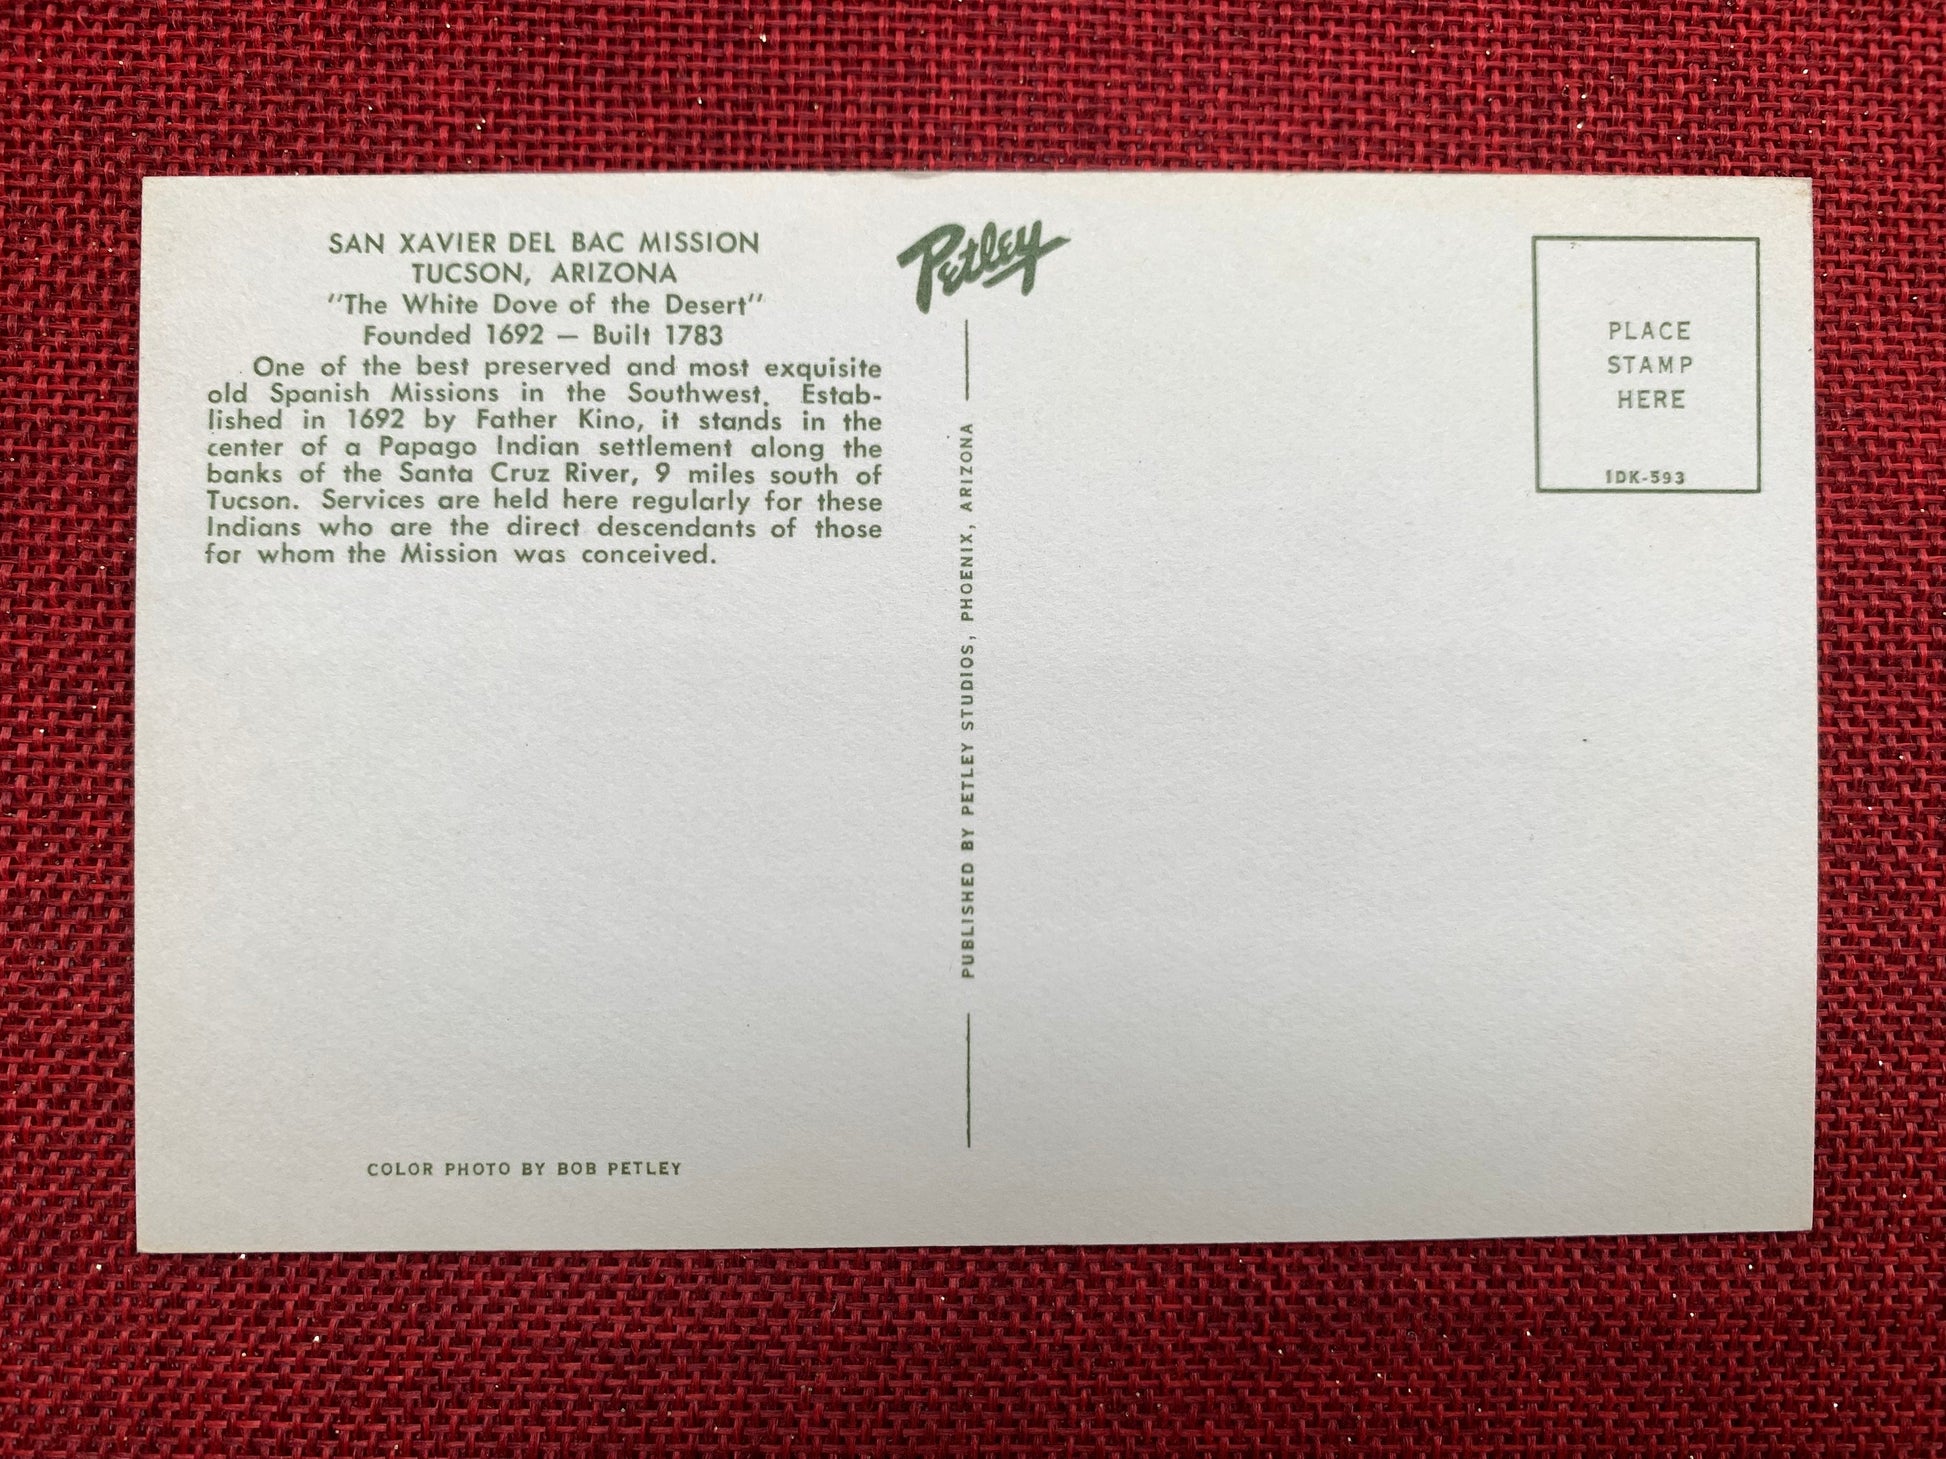 SAN XAVIER DEL BAC MISSION
TUCSON, ARIZONA
"The White Dove of the Desert"
Founded 1692 — Built 1783
One of the best preserved and most exquisite
old Spanish Missions in the Southwest. Estab-
lished in 1692 by Father Kino, it stands in the
center of a Papago Indian settlement along the
banks of the Santa Cruz River, 9 miles south of
Tucson. Services are held here regularly for these
Indians who are the direct descendants of those
for whom the Mission was conceived.
COLOR PHOTO BY BOB PETLEY
Petley
PUBLISHED BY PETLEY STUDIOS, PHOENIX, ARIZONA
PLACE
STAMP
HERE
1DK-593